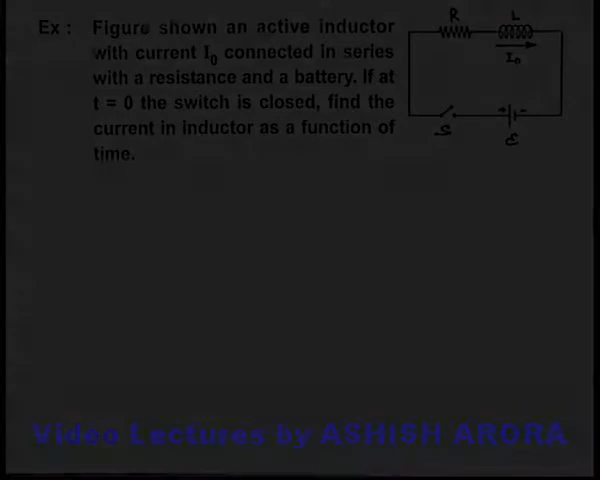 Ex : Figure shown an active inductor
with current I₀ connected in series
with a resistance and a battery. If at
t = 0 the switch is closed, find the
current in inductor as a function of
time.
R
L
I₀
+ -
S
ε
Video Lectures by ASHISH ARORA